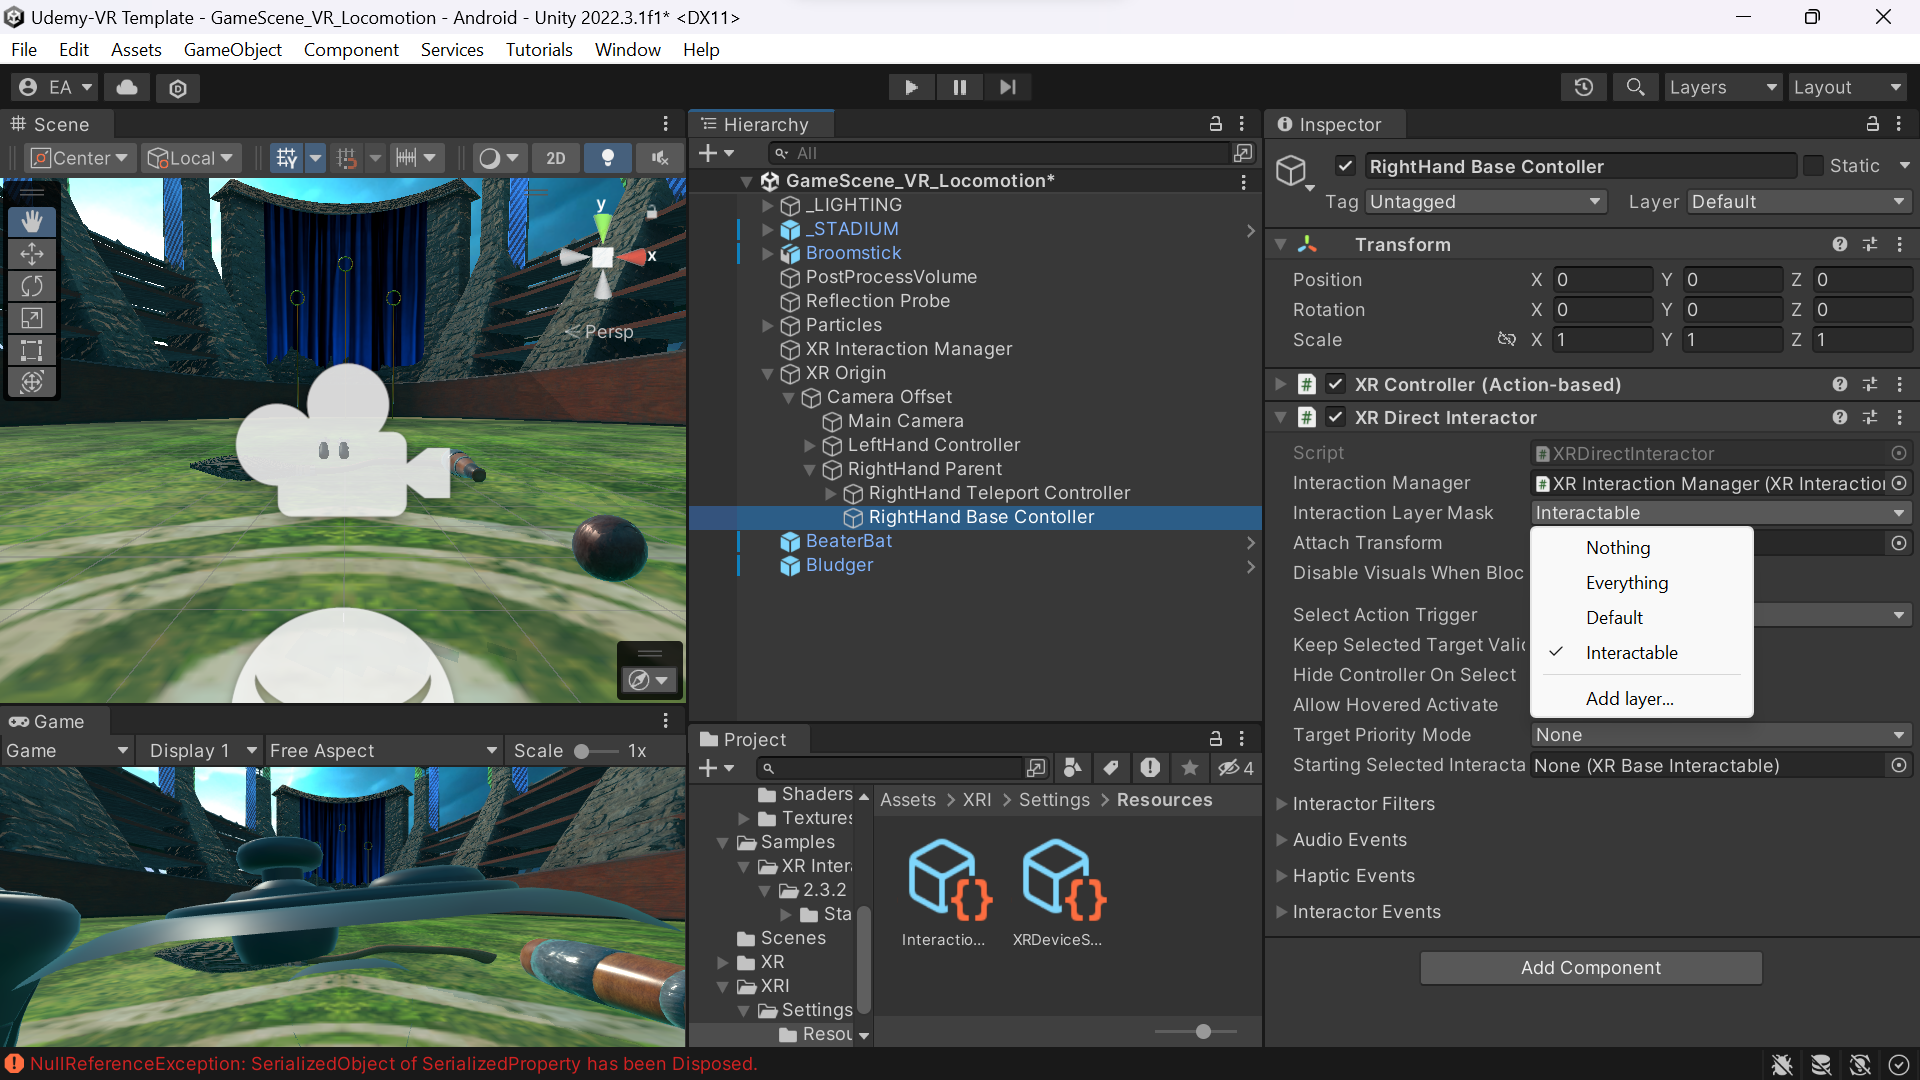 Udemy-VR Template - GameScene_VR_Locomotion - Android - Unity 2022.3.1f1* <DX11>
File Edit Assets GameObject Component Services Tutorials Window Help
EA Layers Layout
Scene
Center Local 2D
y
x
Persp
Game
Game Display 1 Free Aspect Scale 1x
Hierarchy
All
GameScene_VR_Locomotion*
_LIGHTING
_STADIUM
Broomstick
PostProcessVolume
Reflection Probe
Particles
XR Interaction Manager
XR Origin
Camera Offset
Main Camera
LeftHand Controller
RightHand Parent
RightHand Teleport Controller
RightHand Base Contoller
BeaterBat
Bludger
Project
4
Shaders
Textures
Samples
XR Inter
2.3.2
Sta
Scenes
XR
XRI
Settings
Resou
Assets > XRI > Settings > Resources
Interactio...
XRDeviceS...
Inspector
RightHand Base Contoller Static
Tag Untagged Layer Default
Transform
Position X 0 Y 0 Z 0
Rotation X 0 Y 0 Z 0
Scale X 1 Y 1 Z 1
XR Controller (Action-based)
XR Direct Interactor
Script XRDirectInteractor
Interaction Manager XR Interaction Manager (XR Interaction
Interaction Layer Mask Interactable
Attach Transform
Disable Visuals When Bloc
Select Action Trigger
Keep Selected Target Valid
Hide Controller On Select
Allow Hovered Activate
Target Priority Mode None
Starting Selected Interacta None (XR Base Interactable)
Nothing
Everything
Default
Interactable
Add layer...
Interactor Filters
Audio Events
Haptic Events
Interactor Events
Add Component
NullReferenceException: SerializedObject of SerializedProperty has been Disposed.